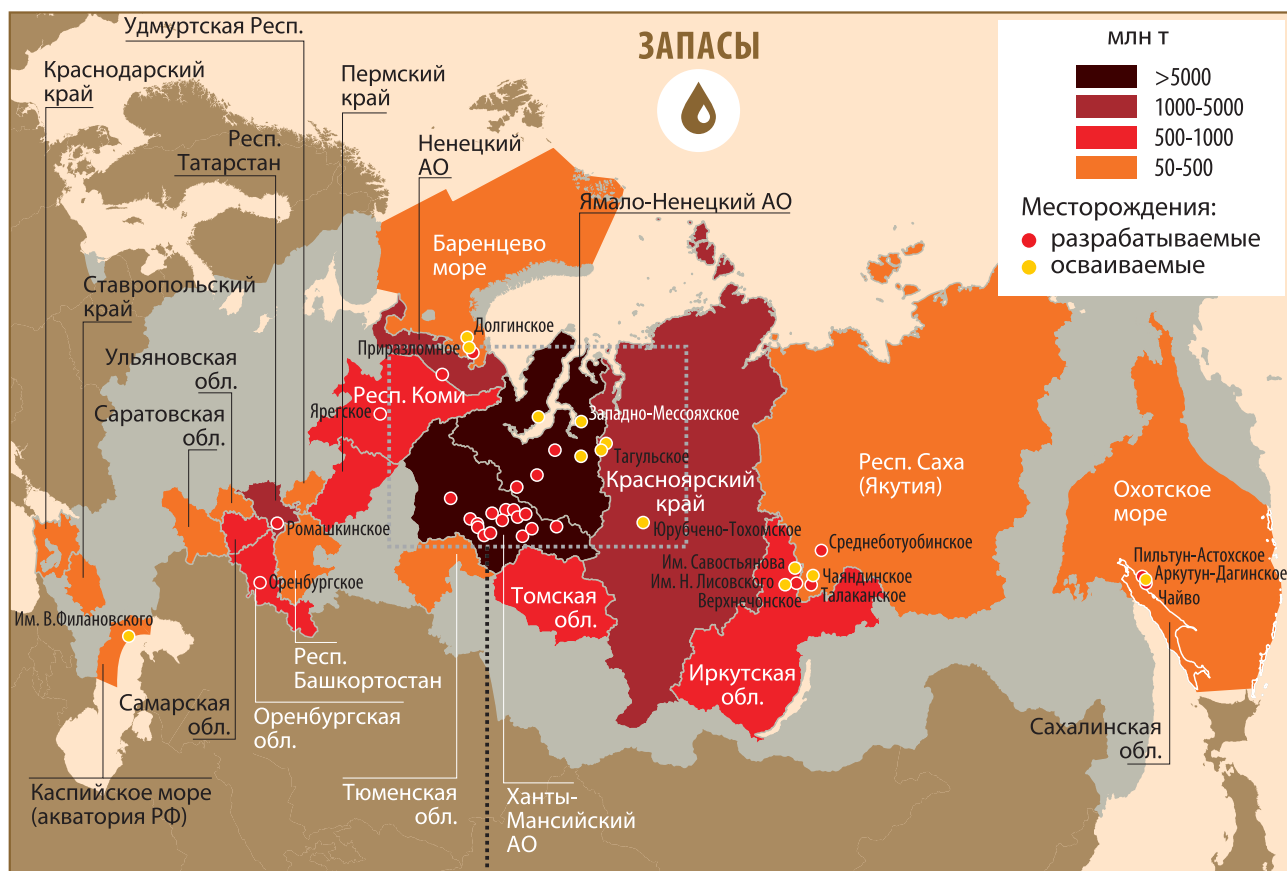 ЗАПАСЫ
млн т
>5000
1000-5000
500-1000
50-500
Месторождения:
разрабатываемые
осваиваемые
Удмуртская Респ.
Краснодарский
край
Пермский
край
Респ.
Татарстан
Ненецкий
АО
Ямало-Ненецкий АО
Баренцево
море
Ставропольский
край
Долгинское
Приразломное
Ульяновская
обл.
Респ. Коми
Саратовская
обл.
Ярегское
Западно-Мессояхское
Тагульское
Красноярский
край
Респ. Саха
(Якутия)
Охотское
море
Ромашкинское
Юрубчено-Тохомское
Среднеботуобинское
Оренбургское
Им. Савостьянова
Им. Н. Лисовского
Верхнечонское
Чаяндинское
Талаканское
Пильтун-Астохское
Аркутун-Дагинское
Чайво
Томская
обл.
Им. В.Филановского
Респ.
Башкортостан
Иркутская
обл.
Самарская
обл.
Оренбургская
обл.
Сахалинская
обл.
Каспийское море
(акватория РФ)
Тюменская
обл.
Ханты-
Мансийский
АО